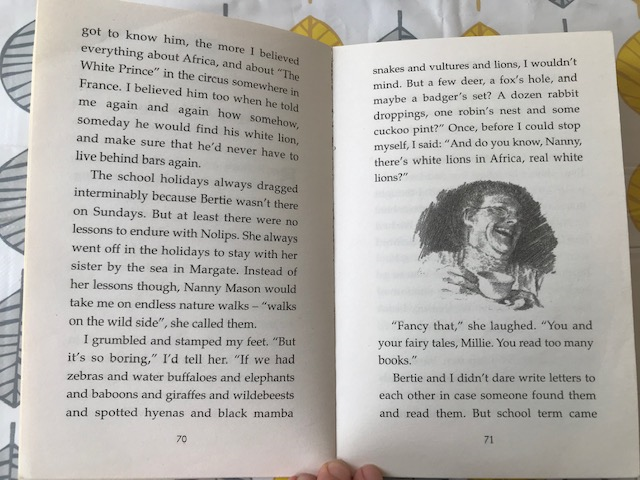 got to know him, the more I believed
everything about Africa, and about “The
White Prince” in the circus somewhere in
France. I believed him too when he told
me again and again how somehow,
someday he would find his white lion,
and make sure that he’d never have to
live behind bars again.
The school holidays always dragged
interminably because Bertie wasn’t there
on Sundays. But at least there were no
lessons to endure with Nolips. She always
went off in the holidays to stay with her
sister by the sea in Margate. Instead of
her lessons though, Nanny Mason would
take me on endless nature walks – “walks
on the wild side”, she called them.
I grumbled and stamped my feet. “But
it’s so boring,” I’d tell her. “If we had
zebras and water buffaloes and elephants
and baboons and giraffes and wildebeests
and spotted hyenas and black mamba
70
snakes and vultures and lions, I wouldn’t
mind. But a few deer, a fox’s hole, and
maybe a badger’s set? A dozen rabbit
droppings, one robin’s nest and some
cuckoo pint?” Once, before I could stop
myself, I said: “And do you know, Nanny,
there’s white lions in Africa, real white
lions?”
“Fancy that,” she laughed. “You and
your fairy tales, Millie. You read too many
books.”
Bertie and I didn’t dare write letters to
each other in case someone found them
and read them. But school term came
71